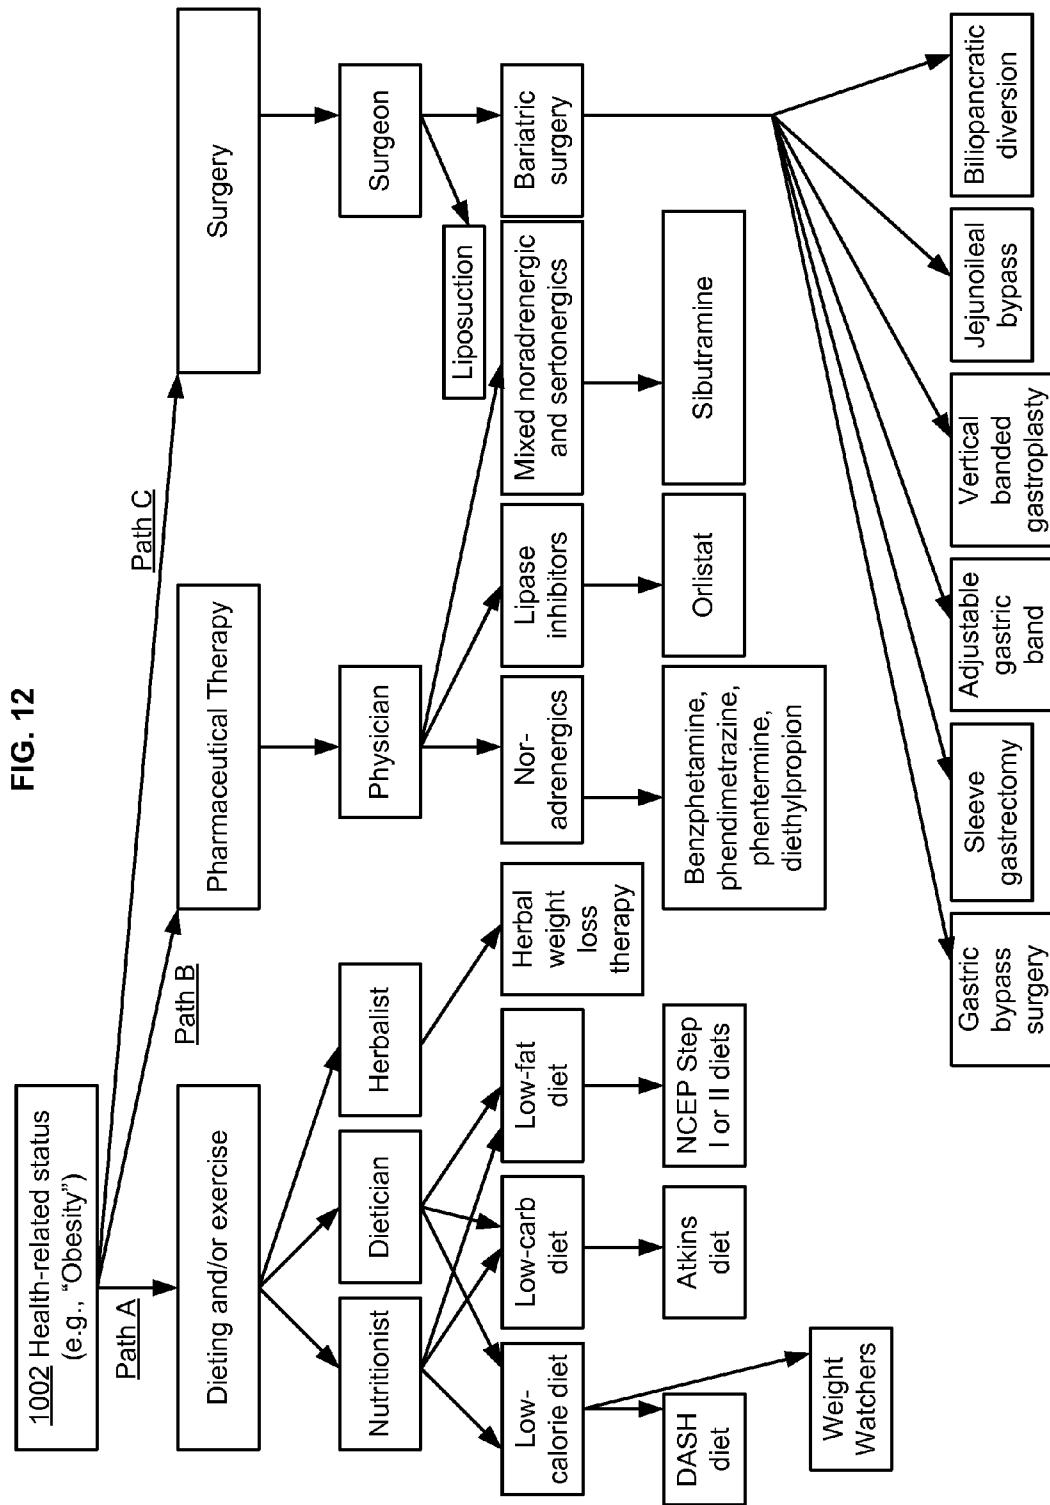 FIG. 12
1002 Health-related status
(e.g., “Obesity”)
Path A
Path B
Path C
Dieting and/or exercise
Pharmaceutical Therapy
Surgery
Nutritionist
Dietician
Herbalist
Physician
Surgeon
Liposuction
Low-
calorie diet
Low-carb
diet
Low-fat
diet
Herbal
weight
loss
therapy
Nor-
adrenergics
Lipase
inhibitors
Mixed noradrenergic
and sertonergics
Bariatric
surgery
DASH
diet
Atkins
diet
NCEP Step
I or II diets
Benzphetamine,
phendimetrazine,
phentermine,
diethylpropion
Orlistat
Sibutramine
Weight
Watchers
Gastric
bypass
surgery
Sleeve
gastrectomy
Adjustable
gastric
band
Vertical
banded
gastroplasty
Jejunoileal
bypass
Biliopancratic
diversion